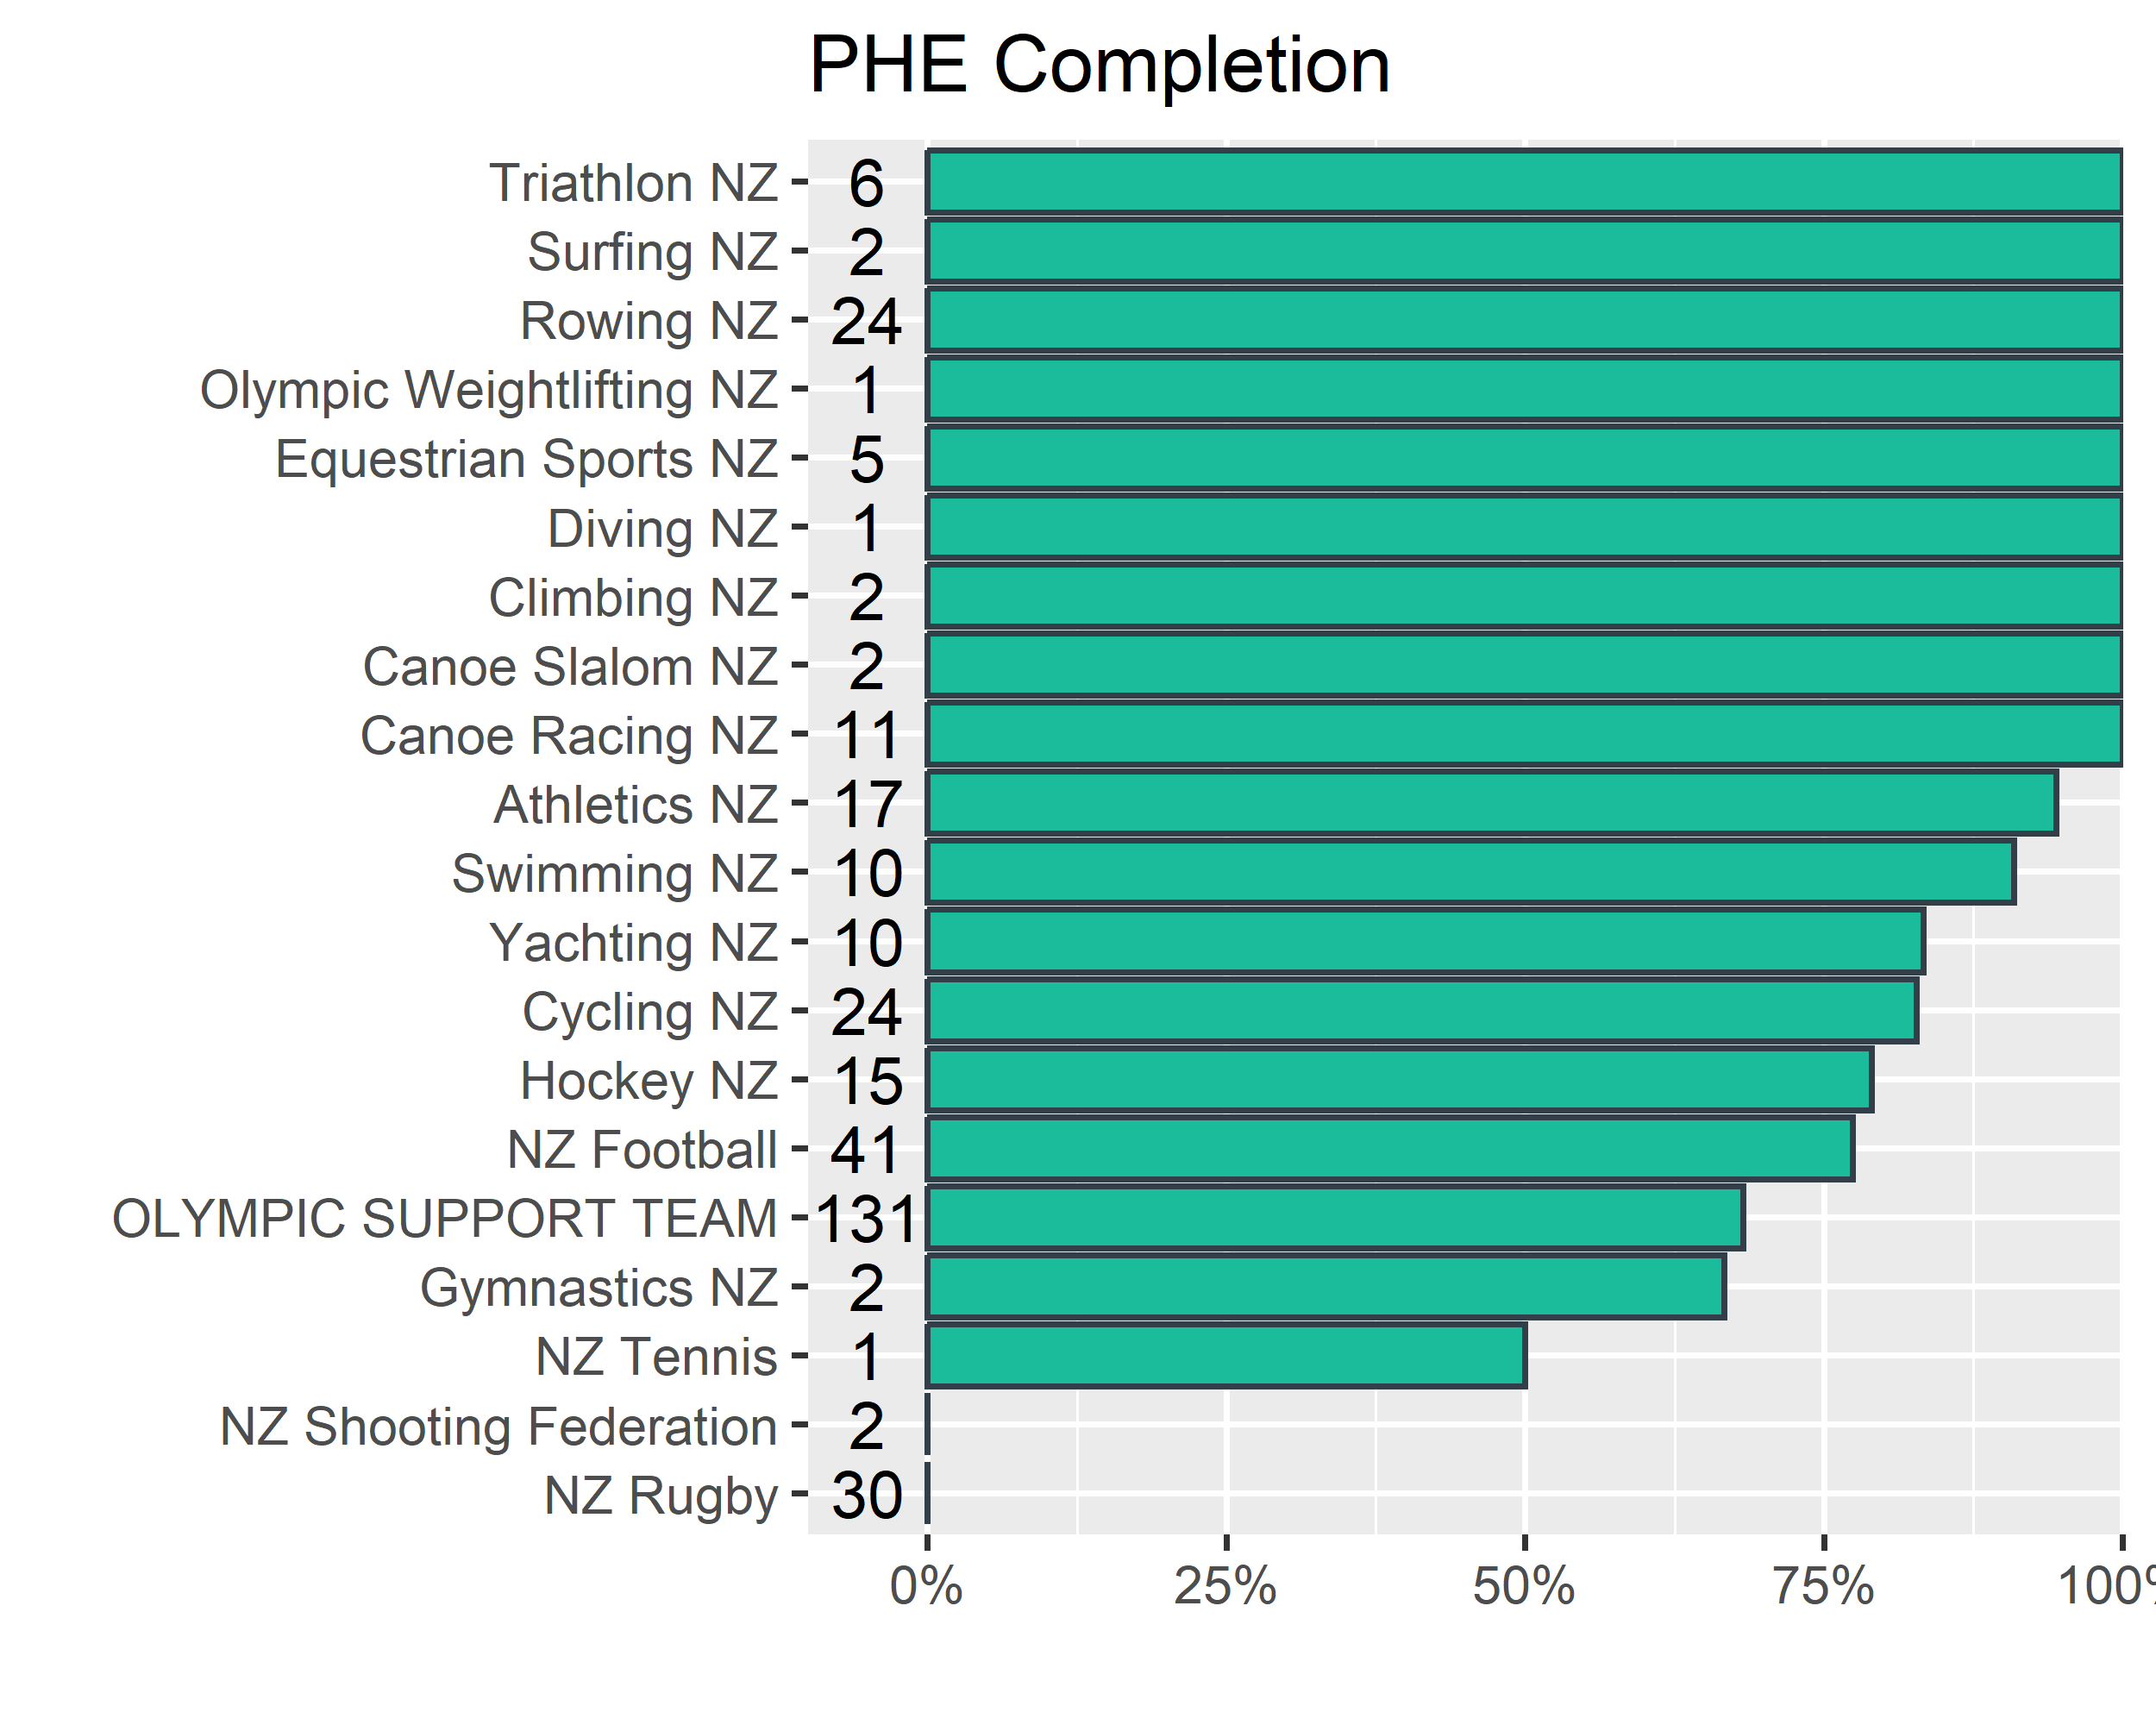 PHE Completion
Triathlon NZ 6
Surfing NZ 2
Rowing NZ 24
Olympic Weightlifting NZ 1
Equestrian Sports NZ 5
Diving NZ 1
Climbing NZ 2
Canoe Slalom NZ 2
Canoe Racing NZ 11
Athletics NZ 17
Swimming NZ 10
Yachting NZ 10
Cycling NZ 24
Hockey NZ 15
NZ Football 41
OLYMPIC SUPPORT TEAM 131
Gymnastics NZ 2
NZ Tennis 1
NZ Shooting Federation 2
NZ Rugby 30
0% 25% 50% 75% 100%